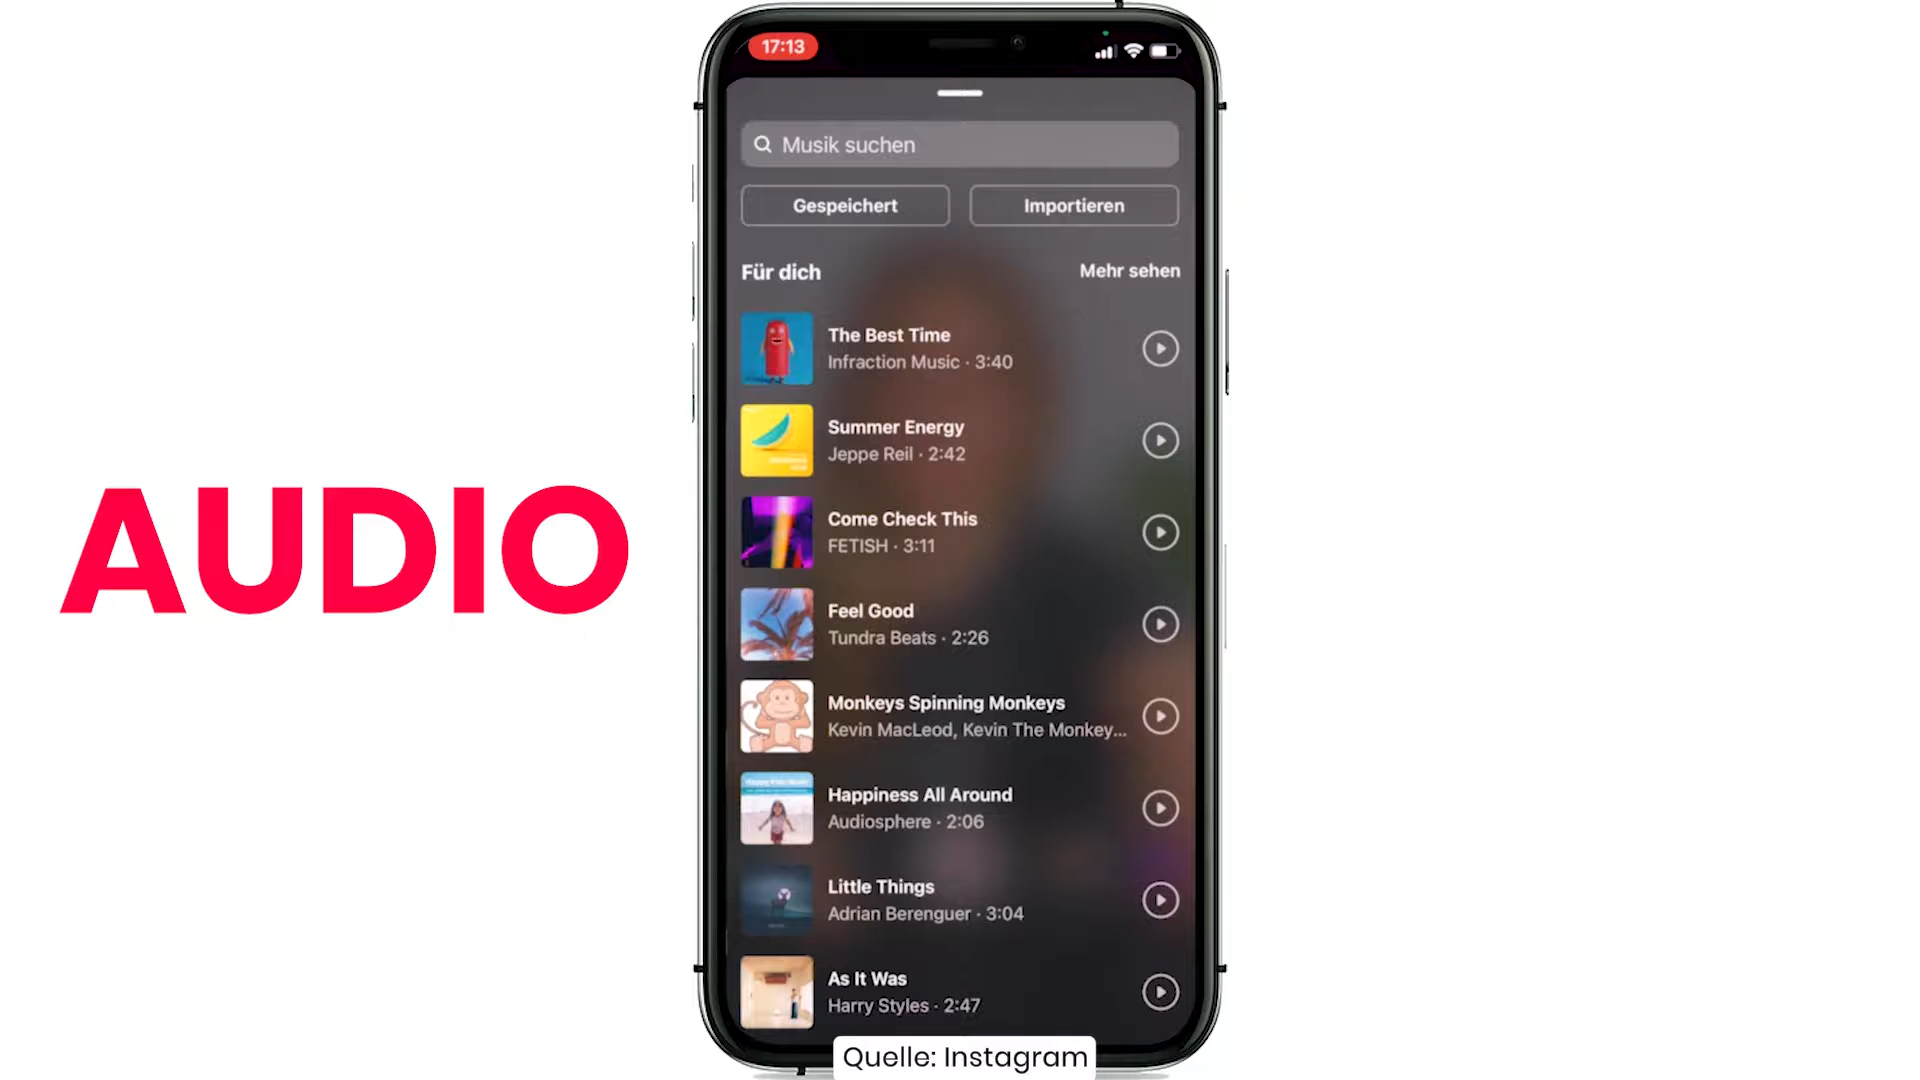 17:13
Musik suchen
Gespeichert
Importieren
Für dich
Mehr sehen
The Best Time
Infraction Music · 3:40
Summer Energy
Jeppe Reil · 2:42
Come Check This
FETISH · 3:11
AUDIO
Feel Good
Tundra Beats · 2:26
Monkeys Spinning Monkeys
Kevin MacLeod, Kevin The Monkey...
Happiness All Around
Audiosphere · 2:06
Little Things
Adrian Berenguer · 3:04
As It Was
Harry Styles · 2:47
Quelle: Instagram